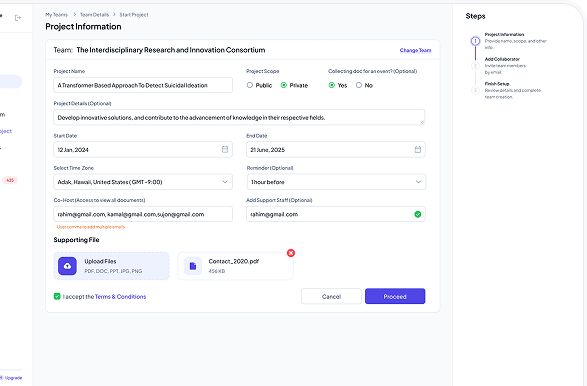 My Teams > Team Details > Start Project
Project Information
Team: The Interdisciplinary Research and Innovation Consortium
Change Team
Project Name
A Transformer Based Approach To Detect Suicidal Ideation
Project Scope
Public
Private
Collecting doc for an event? (Optional)
Yes
No
Project Details (Optional)
Develop innovative solutions, and contribute to the advancement of knowledge in their respective fields.
Start Date
12 Jan, 2024
End Date
21 June, 2025
Select Time Zone
Adak, Hawaii, United States ( GMT -9:00)
Reminder (Optional)
1 hour before
Co-Host (Access to view all documents)
rahim@gmail.com, kamal@gmail.com,sujon@gmail.com
User comma to add multiple emails
Add Support Staff (Optional)
rahim@gmail.com
Supporting File
Upload Files
PDF, DOC, PPT, JPG, PNG
Contact_2020.pdf
456 KB
I accept the Terms & Conditions
Cancel
Proceed
Steps
1
Project Information
Provide name, scope, and other
info.
2
Add Collaborator
Invite team members
by email.
3
Finish Setup
Review details and complete
team creation.
Upgrade